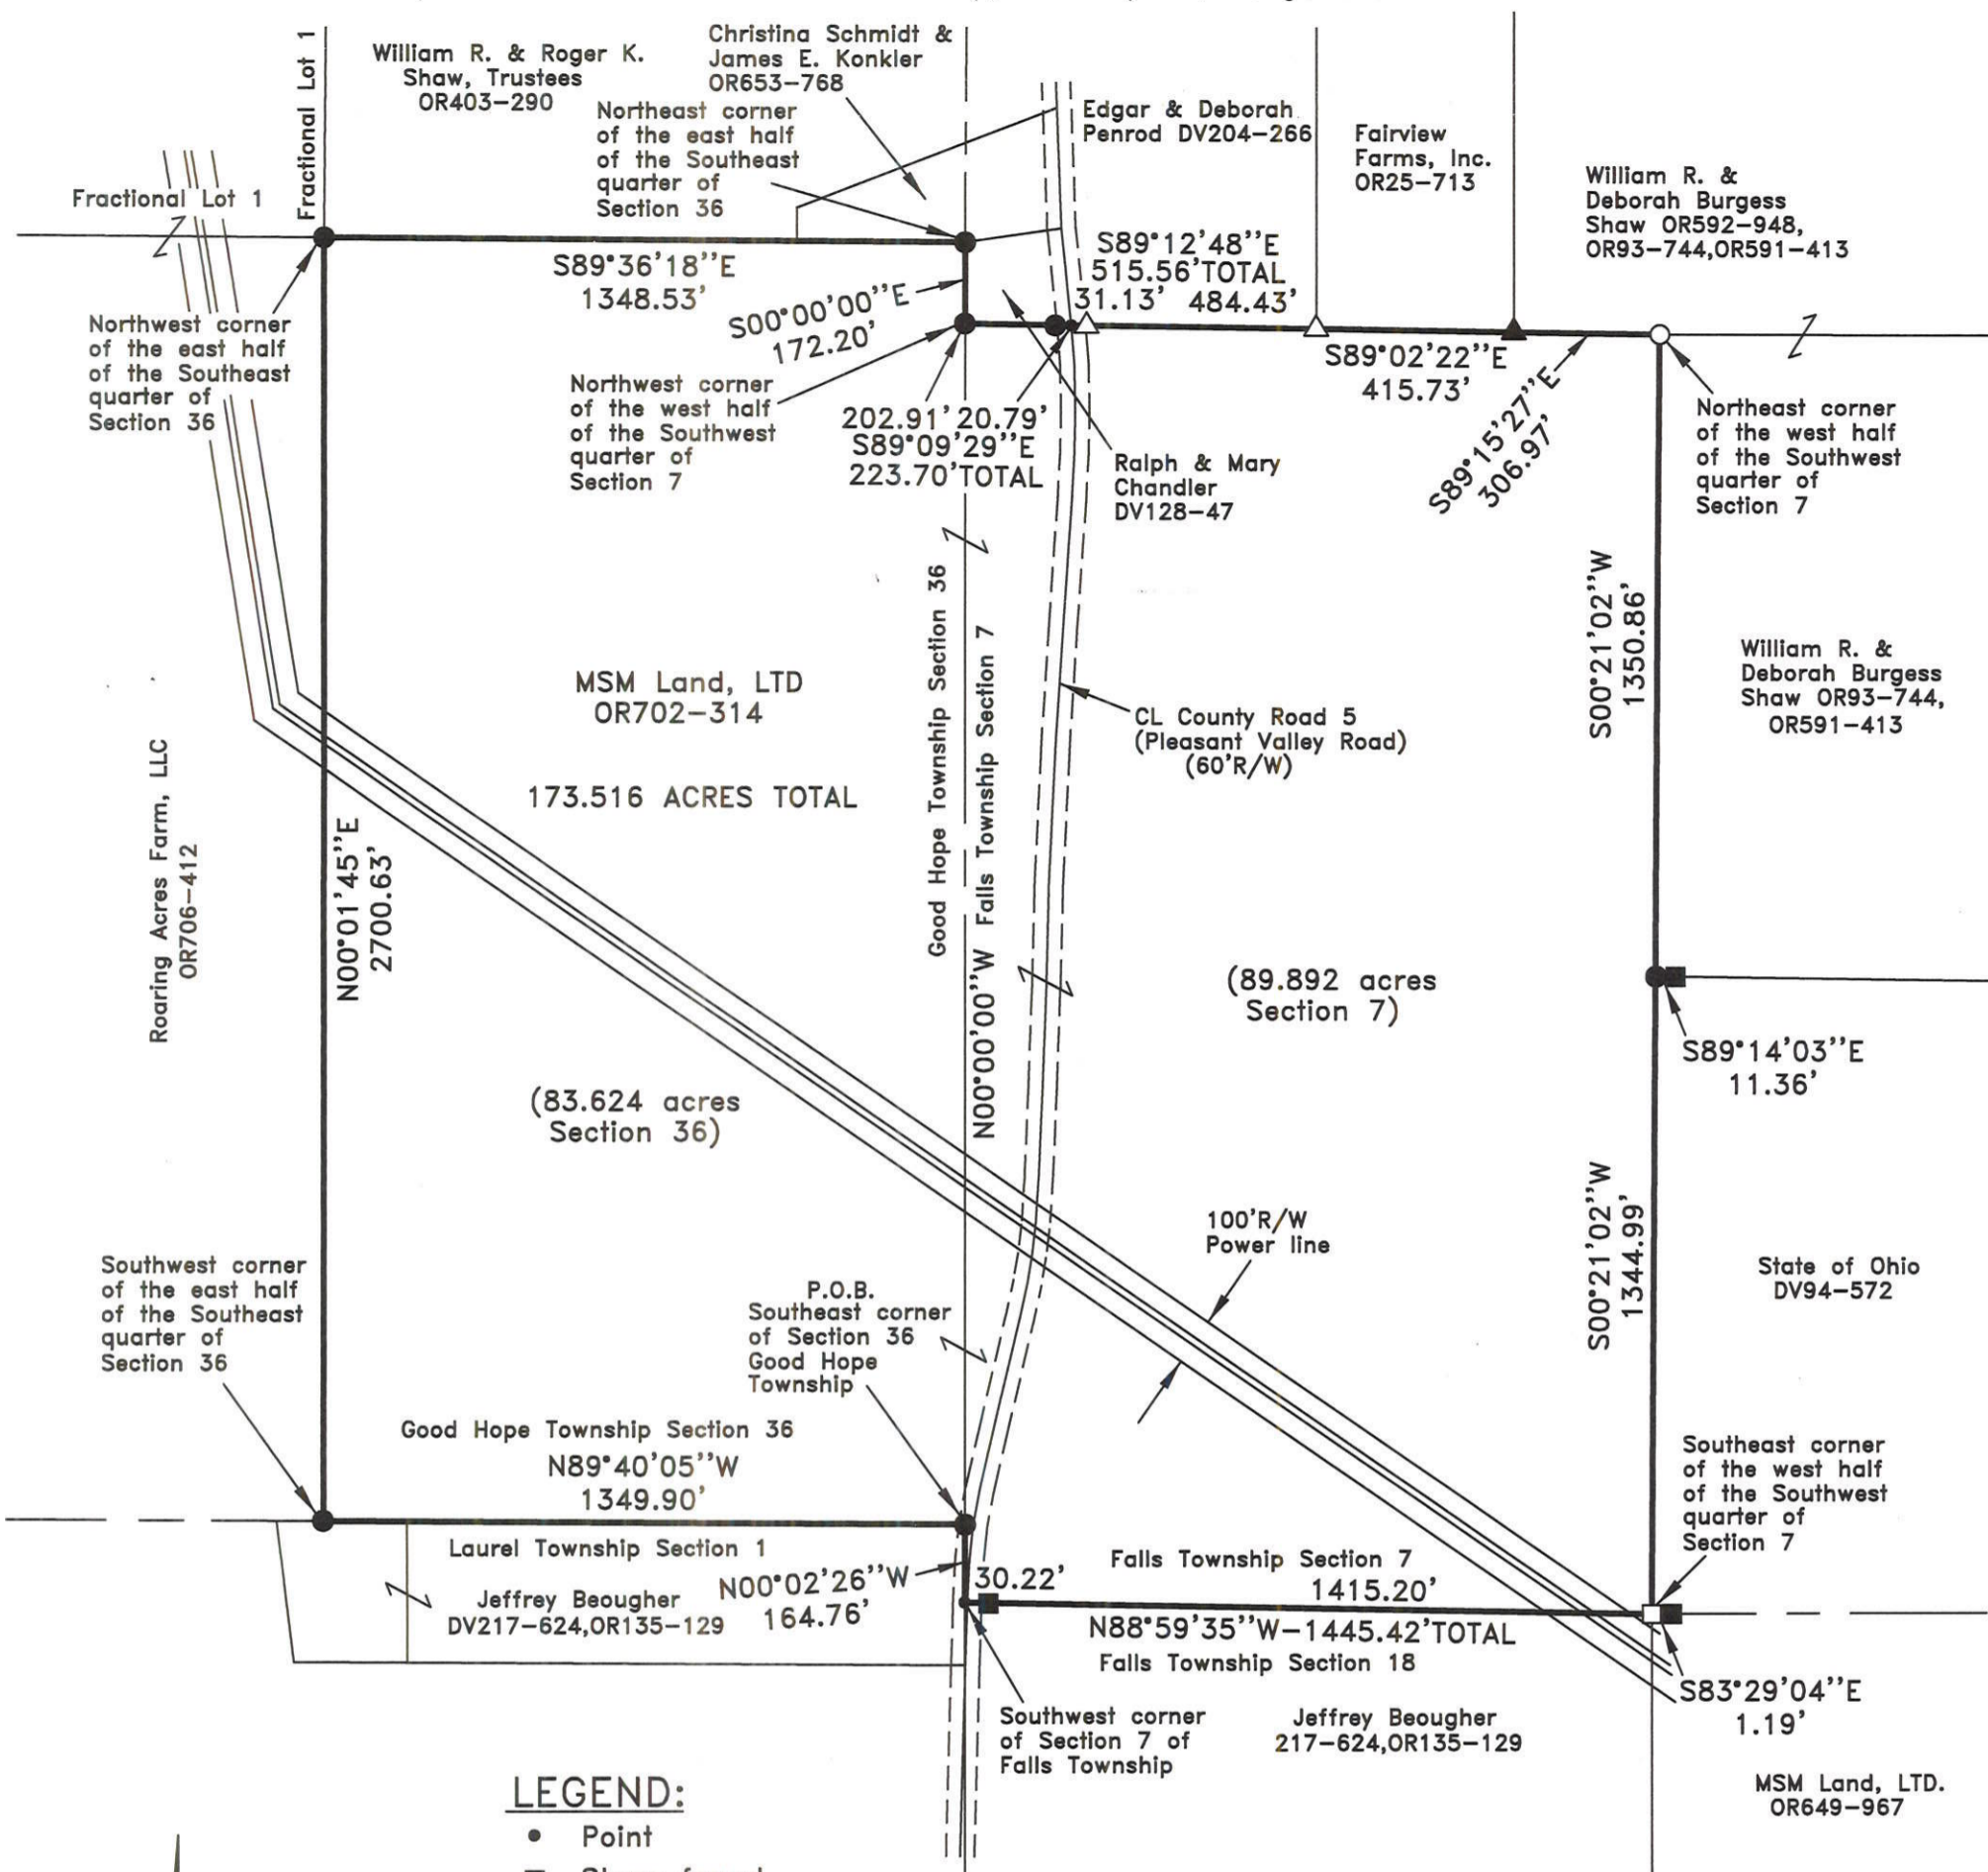 Fractional Lot 1
William R. & Roger K.
Shaw, Trustees
OR403-290
Christina Schmidt &
James E. Konkler
OR653-768
Northeast corner
of the east half
of the Southeast
quarter of
Section 36
Edgar & Deborah
Penrod DV204-266
Fairview
Farms, Inc.
OR25-713
William R. &
Deborah Burgess
Shaw OR592-948,
OR93-744,OR591-413
Fractional Lot 1
S89°36'18''E
1348.53'
S00°00'00''E
172.20'
S89°12'48''E
515.56'TOTAL
31.13' 484.43'
Northwest corner
of the east half
of the Southeast
quarter of
Section 36
Northwest corner
of the west half
of the Southwest
quarter of
Section 7
202.91' 20.79'
S89°09'29''E
223.70'TOTAL
S89°02'22''E
415.73'
S89°15'27''E
306.97'
Northeast corner
of the west half
of the Southwest
quarter of
Section 7
Ralph & Mary
Chandler
DV128-47
S00°21'02''W
1350.86'
William R. &
Deborah Burgess
Shaw OR93-744,
OR591-413
MSM Land, LTD
OR702-314
173.516 ACRES TOTAL
Good Hope Township Section 36
N00°00'00''W Falls Township Section 7
CL County Road 5
(Pleasant Valley Road)
(60'R/W)
Roaring Acres Farm, LLC
OR706-412
N00°01'45''E
2700.63'
(89.892 acres
Section 7)
S89°14'03''E
11.36'
(83.624 acres
Section 36)
100'R/W
Power line
S00°21'02''W
1344.99'
State of Ohio
DV94-572
Southwest corner
of the east half
of the Southeast
quarter of
Section 36
P.O.B.
Southeast corner
of Section 36
Good Hope
Township
Good Hope Township Section 36
N89°40'05''W
1349.90'
Southeast corner
of the west half
of the Southwest
quarter of
Section 7
Laurel Township Section 1
Jeffrey Beougher
DV217-624,OR135-129
N00°02'26''W
164.76'
30.22'
Falls Township Section 7
1415.20'
N88°59'35''W-1445.42'TOTAL
Falls Township Section 18
S83°29'04''E
1.19'
Southwest corner
of Section 7 of
Falls Township
Jeffrey Beougher
217-624,OR135-129
MSM Land, LTD.
OR649-967
LEGEND:
Point